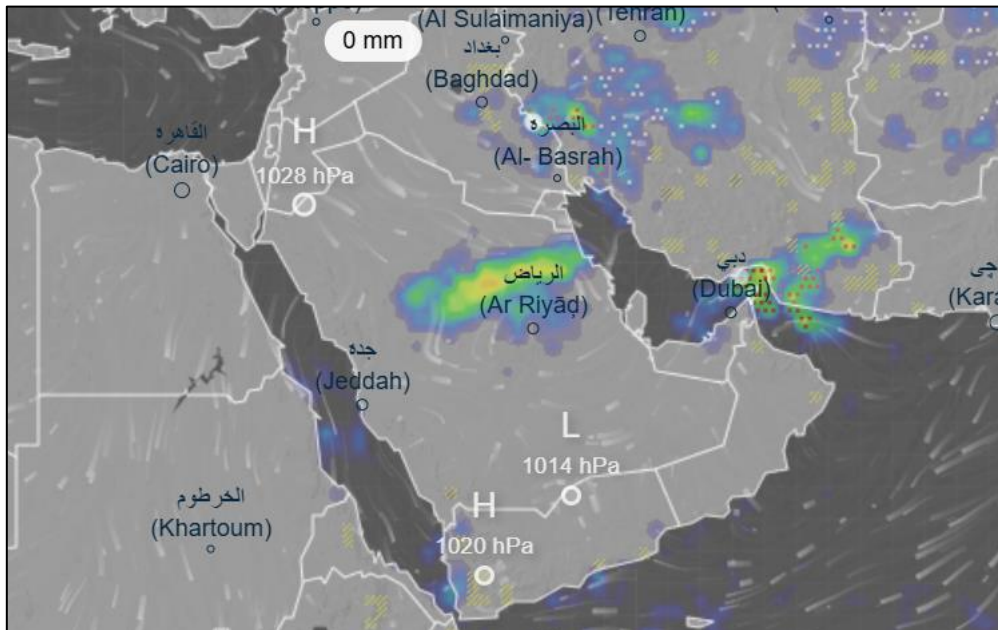 (Al Sulaimaniya)
(Tehran)
0 mm
بغداد
(Baghdad)
القاهره
(Cairo)
H
1028 hPa
البصره
(Al- Basrah)
الرياض
(Ar Riyāḍ)
دبي
(Dubai)
چی
(Kara
جده
(Jeddah)
L
1014 hPa
الخرطوم
(Khartoum)
H
1020 hPa